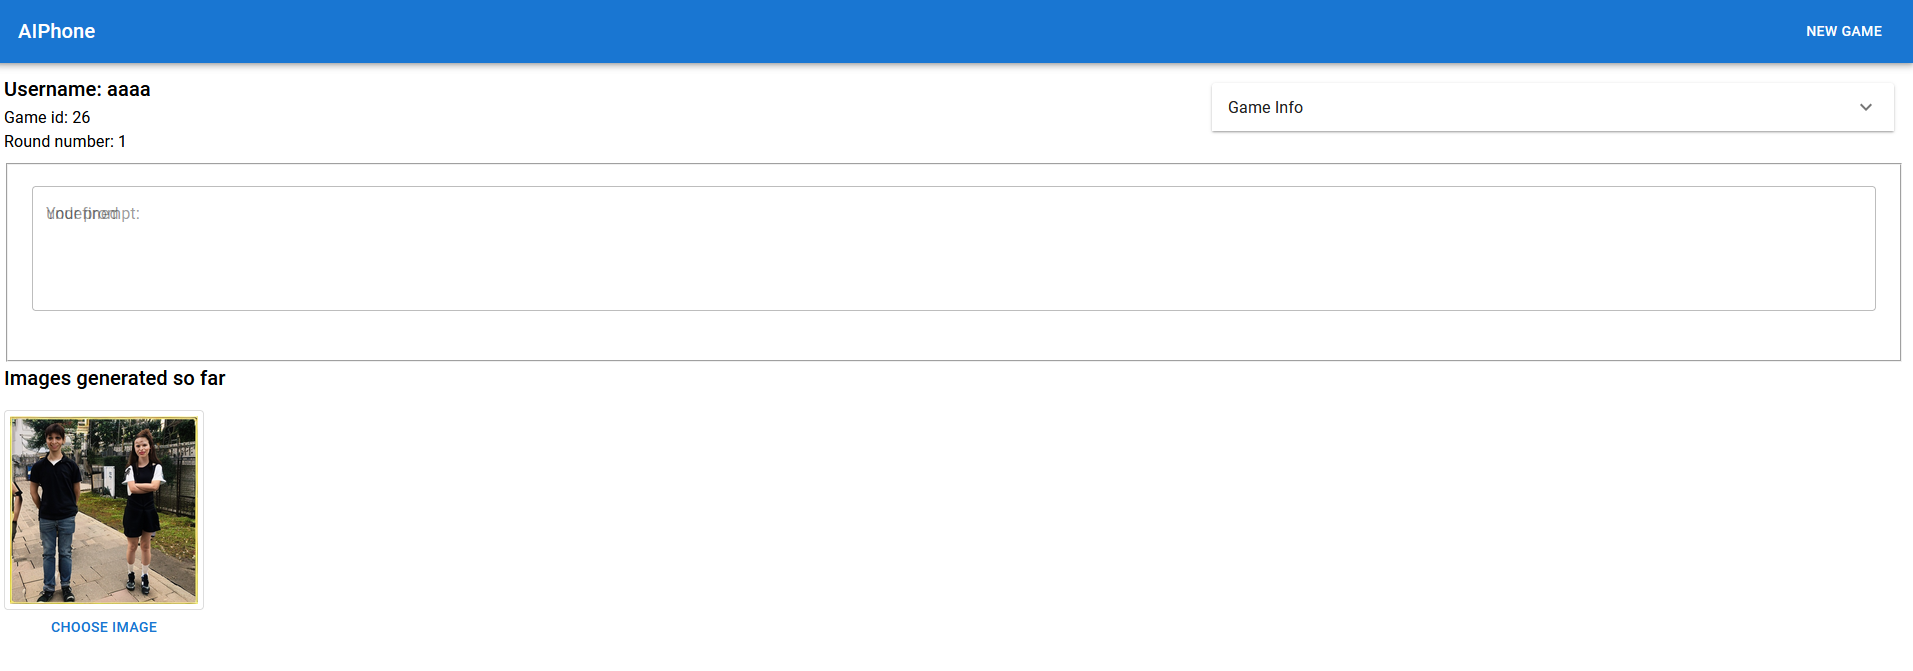 AIPhone
NEW GAME
Username: aaaa
Game Info
Game id: 26
Round number: 1
Your prompt:
undefined
Images generated so far
CHOOSE IMAGE